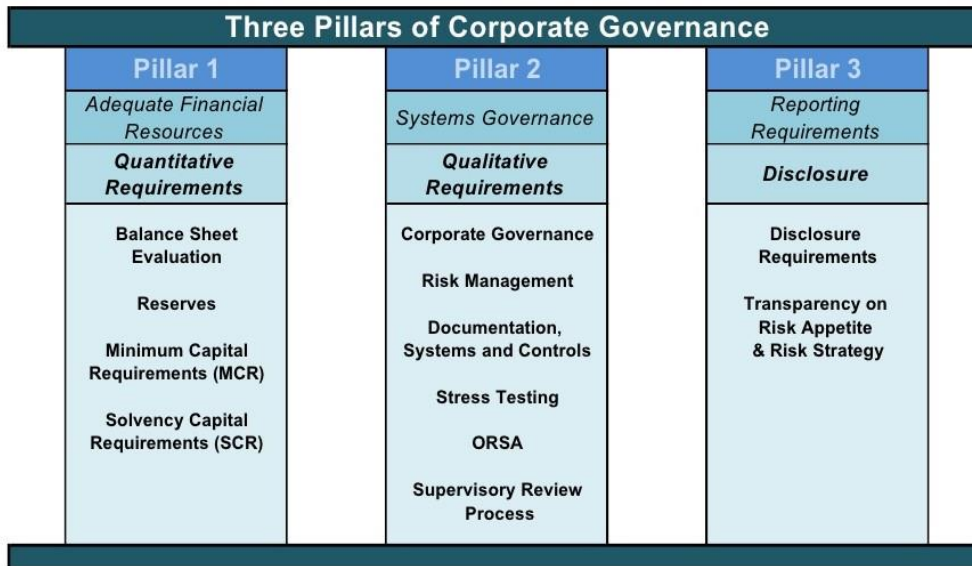 Three Pillars of Corporate Governance
Pillar 1
Adequate Financial
Resources
Quantitative
Requirements
Balance Sheet
Evaluation
Reserves
Minimum Capital
Requirements (MCR)
Solvency Capital
Requirements (SCR)
Pillar 2
Systems Governance
Qualitative
Requirements
Corporate Governance
Risk Management
Documentation,
Systems and Controls
Stress Testing
ORSA
Supervisory Review
Process
Pillar 3
Reporting
Requirements
Disclosure
Disclosure
Requirements
Transparency on
Risk Appetite
& Risk Strategy